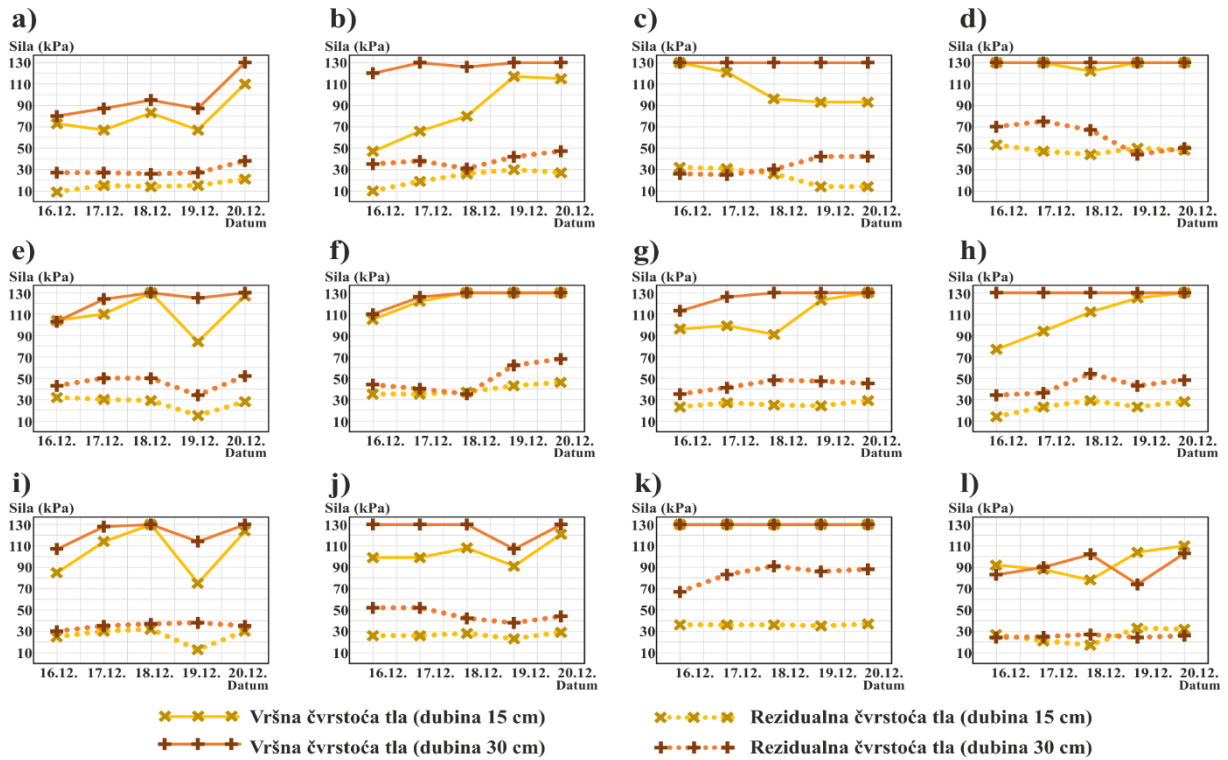 a) b) c) d)
Sila (kPa) Sila (kPa) Sila (kPa) Sila (kPa)
130 130 130 130
110 110 110 110
90 90 90 90
70 70 70 70
50 50 50 50
30 30 30 30
10 10 10 10
16.12. 17.12. 18.12. 19.12. 20.12. 16.12. 17.12. 18.12. 19.12. 20.12. 16.12. 17.12. 18.12. 19.12. 20.12. 16.12. 17.12. 18.12. 19.12. 20.12.
Datum Datum Datum Datum
e) f) g) h)
Sila (kPa) Sila (kPa) Sila (kPa) Sila (kPa)
130 130 130 130
110 110 110 110
90 90 90 90
70 70 70 70
50 50 50 50
30 30 30 30
10 10 10 10
16.12. 17.12. 18.12. 19.12. 20.12. 16.12. 17.12. 18.12. 19.12. 20.12. 16.12. 17.12. 18.12. 19.12. 20.12. 16.12. 17.12. 18.12. 19.12. 20.12.
Datum Datum Datum Datum
i) j) k) l)
Sila (kPa) Sila (kPa) Sila (kPa) Sila (kPa)
130 130 130 130
110 110 110 110
90 90 90 90
70 70 70 70
50 50 50 50
30 30 30 30
10 10 10 10
16.12. 17.12. 18.12. 19.12. 20.12. 16.12. 17.12. 18.12. 19.12. 20.12. 16.12. 17.12. 18.12. 19.12. 20.12. 16.12. 17.12. 18.12. 19.12. 20.12.
Datum Datum Datum Datum
Vršna čvrstoća tla (dubina 15 cm) Rezidualna čvrstoća tla (dubina 15 cm)
Vršna čvrstoća tla (dubina 30 cm) Rezidualna čvrstoća tla (dubina 30 cm)